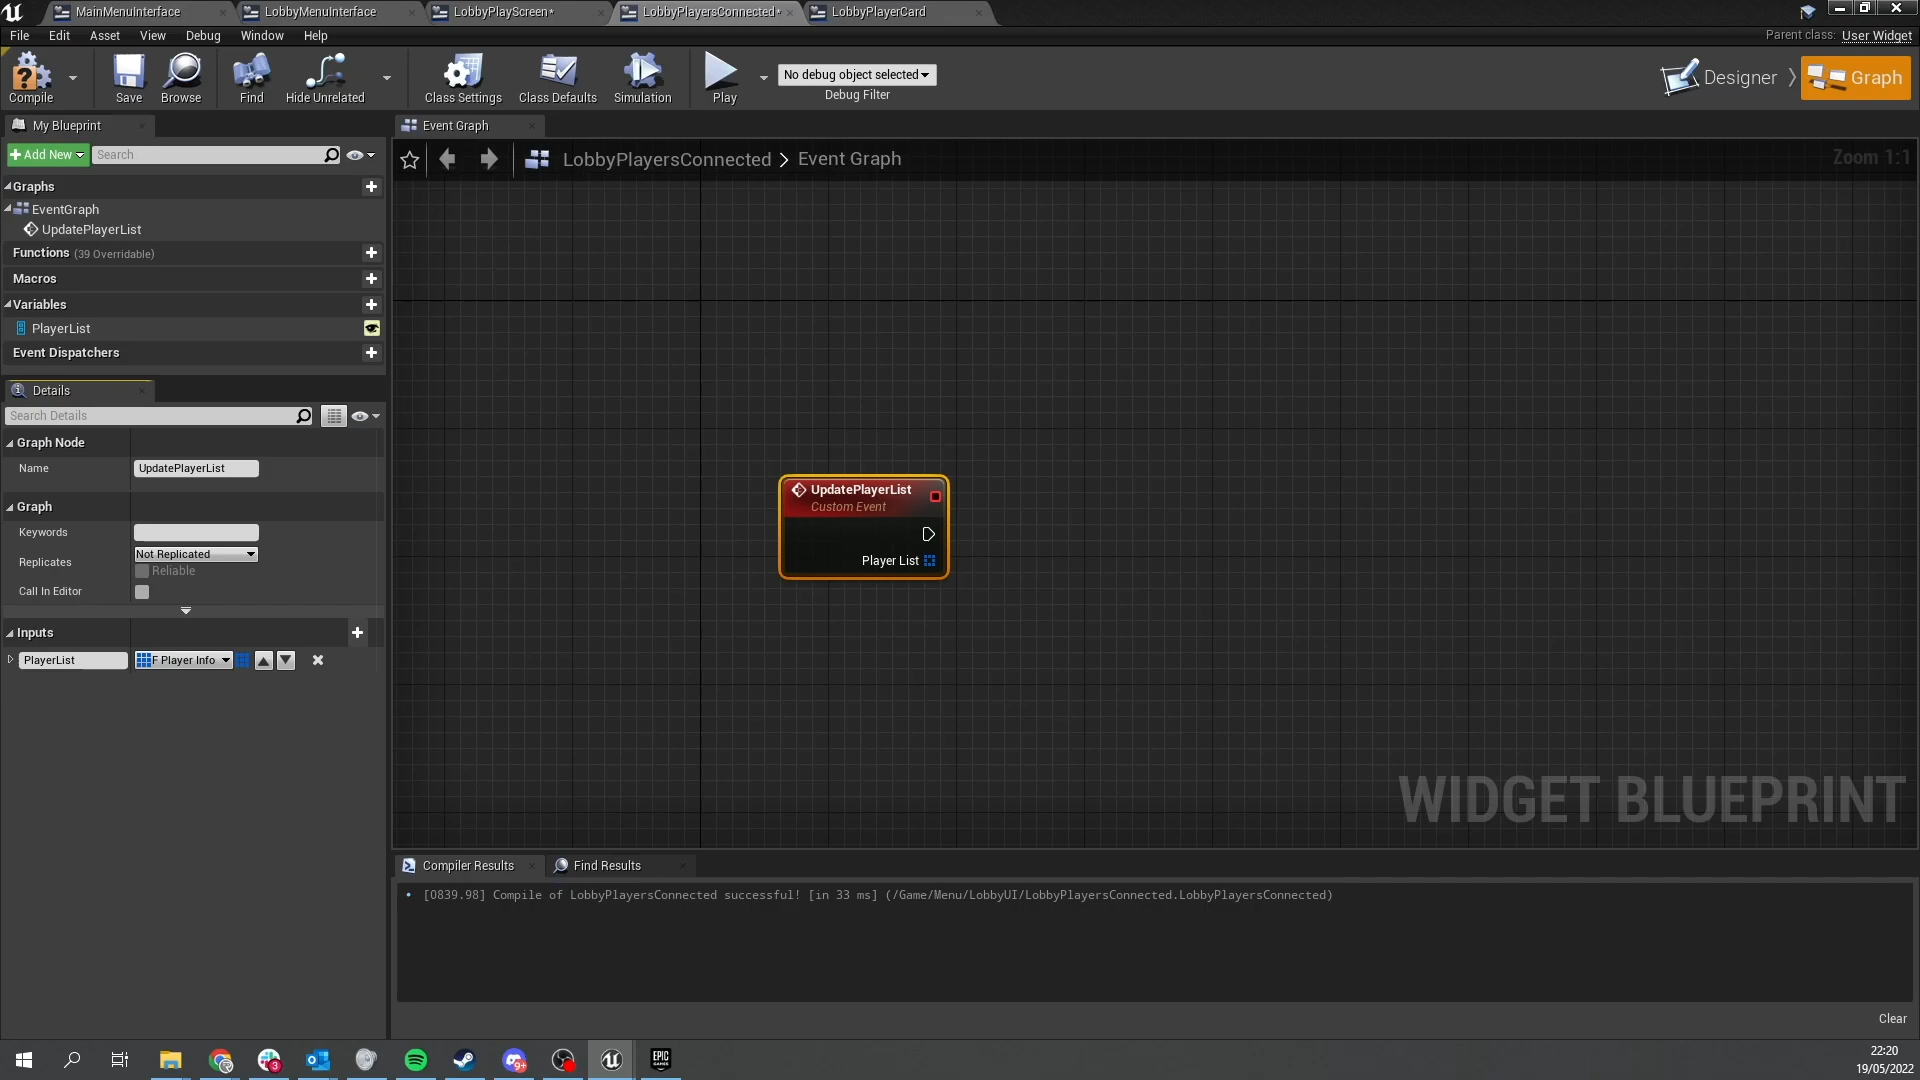 MainMenuInterface
LobbyMenuInterface
LobbyPlayScreen*
LobbyPlayersConnected*
LobbyPlayerCard
File Edit Asset View Debug Window Help
Parent class: User Widget
Compile
Save
Browse
Find
Hide Unrelated
Class Settings
Class Defaults
Simulation
Play
No debug object selected
Debug Filter
Designer
Graph
My Blueprint
Event Graph
Add New
Search
LobbyPlayersConnected > Event Graph
Zoom 1:1
Graphs
EventGraph
UpdatePlayerList
Functions (39 Overridable)
Macros
Variables
PlayerList
Event Dispatchers
Details
Search Details
Graph Node
Name UpdatePlayerList
Graph
Keywords
Replicates Not Replicated
Reliable
Call In Editor
Inputs
PlayerList F Player Info
UpdatePlayerList
Custom Event
Player List
WIDGET BLUEPRINT
Compiler Results
Find Results
[0839.98] Compile of LobbyPlayersConnected successful! [in 33 ms] (/Game/Menu/LobbyUI/LobbyPlayersConnected.LobbyPlayersConnected)
Clear
3
9+
EPIC
GAMES
22:20
19/05/2022